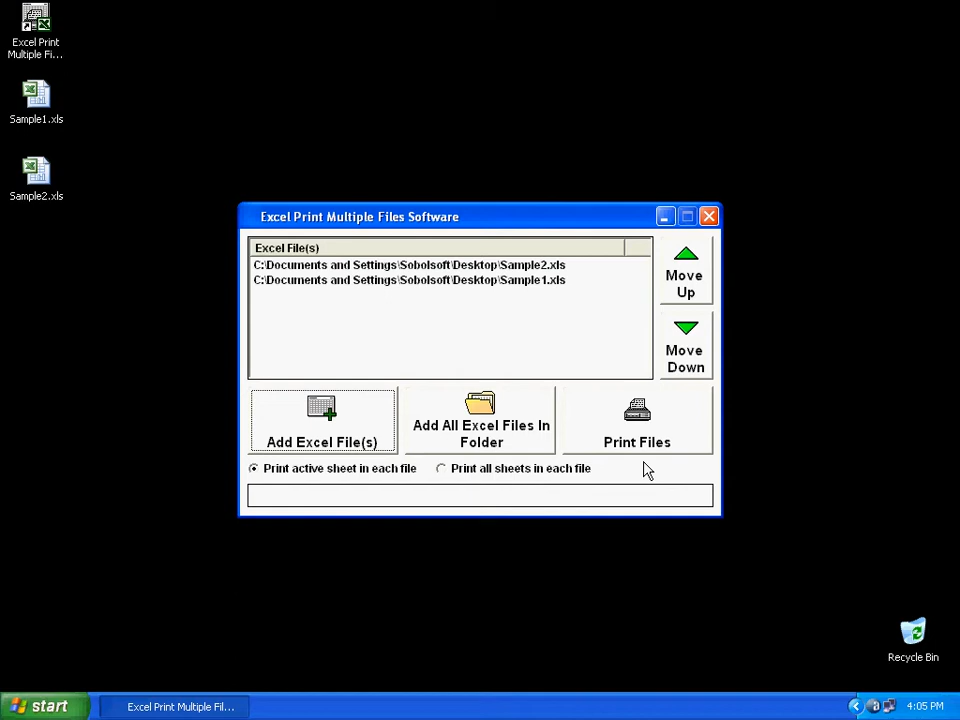 Excel Print
Multiple Fi...
Sample1.xls
Sample2.xls
Excel Print Multiple Files Software
Excel File(s)
C:\Documents and Settings\Sobolsoft\Desktop\Sample2.xls
C:\Documents and Settings\Sobolsoft\Desktop\Sample1.xls
Move
Up
Move
Down
Add Excel File(s)
Add All Excel Files In
Folder
Print Files
Print active sheet in each file
Print all sheets in each file
Recycle Bin
start
Excel Print Multiple Fil...
4:05 PM